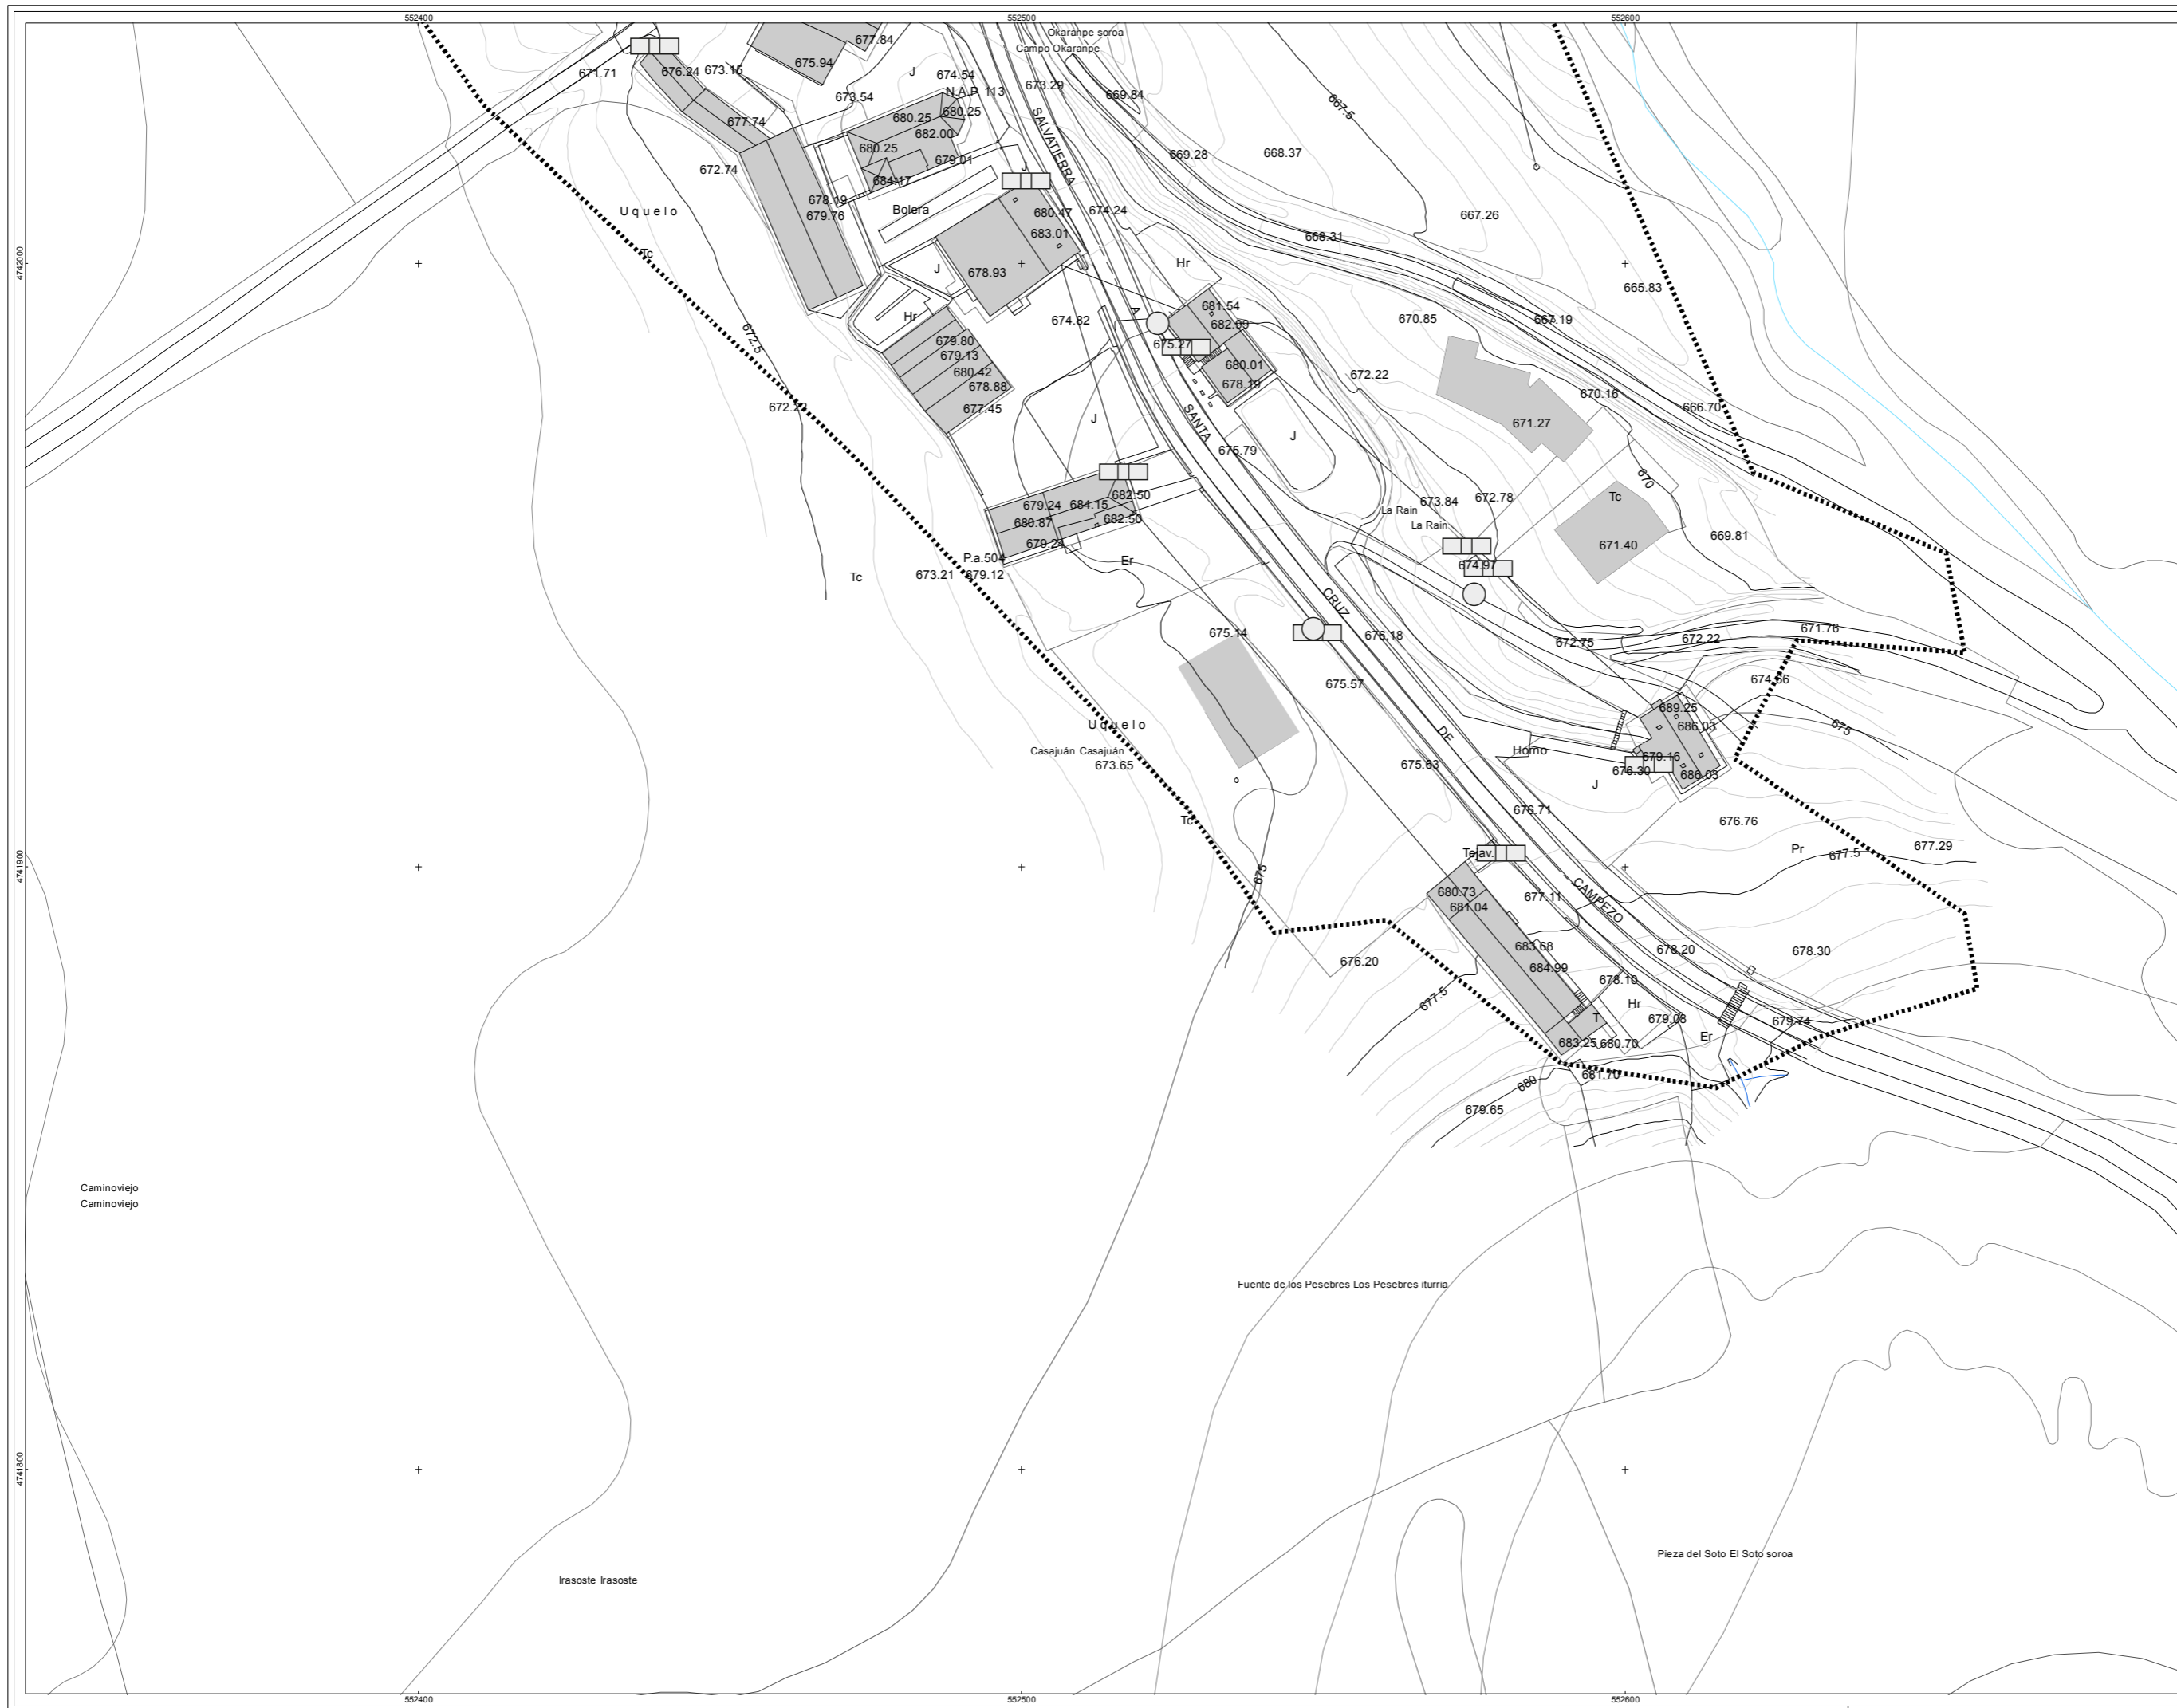 552400
552500
552600
Okaranpe soroa
Campo Okaranpe
677.84
675.94
671.71
676.24
673.15
J
674.54
673.29
N.A.P. 113
669.84
667.5
673.54
680.25
680.25
682.00
677.74
SALVATIERRA
680.25
679.01
669.28
668.37
672.74
684.17
J
678.19
679.76
Bolera
680.47
674.24
667.26
Uquelo
683.01
668.31
Tc
4742000
J
678.93
Hr
665.83
Hr
674.82
A
681.54
682.09
670.85
667.19
672.5
679.80
679.13
675.27
680.42
678.88
680.01
678.19
672.22
670.16
672.22
677.45
SANTA
666.70
J
J
671.27
675.79
670
679.24
684.15
682.50
673.84
672.78
Tc
680.87
682.50
La Rain
La Rain
679.24
669.81
671.40
P.a.504
Er
674.97
Tc
673.21
679.12
CRUZ
675.14
676.18
672.75
672.22
671.76
675.57
674.66
689.25
686.03
675
Uquelo
DE
Horno
Casajuán Casajuán
673.65
675.63
679.16
676.30
686.03
J
Tc
676.71
676.76
4741900
Tejav.
Pr
677.5
677.29
675
680.73
681.04
677.11
CAMPEZO
683.68
678.20
678.30
676.20
684.99
678.10
677.5
Hr
T
679.08
679.74
683.25
680.70
Er
680
681.70
679.65
Caminoviejo
Caminoviejo
Fuente de los Pesebres Los Pesebres iturria
4741800
Pieza del Soto El Soto soroa
Irasoste Irasoste
552400
552500
552600